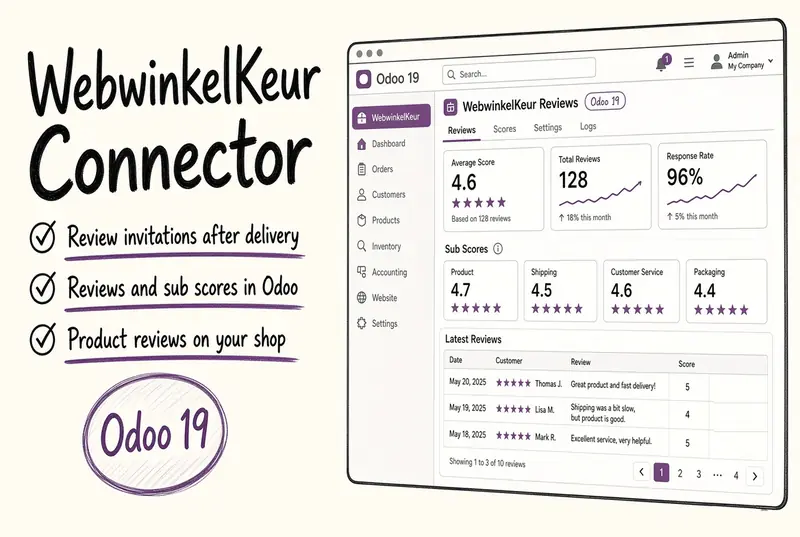 WebwinkelKeur
Connector
Review invitations after delivery
Reviews and sub scores in Odoo
Product reviews on your shop
Odoo 19
Odoo 19
Search...
1
Admin
My Company
WebwinkelKeur
Dashboard
Orders
Customers
Products
Inventory
Accounting
Website
Settings
WebwinkelKeur Reviews
Odoo 19
Reviews
Scores
Settings
Logs
Average Score
4.6
★★★★★
Based on 128 reviews
Total Reviews
128
↑ 18% this month
Response Rate
96%
↑ 5% this month
Sub Scores
Product
4.7
★★★★★
Shipping
4.5
★★★★★
Customer Service
4.6
★★★★★
Packaging
4.4
★★★★★
Latest Reviews
Date Customer Review Score
May 20, 2025 ★★★★★ Thomas J. Great product and fast delivery! 5
May 19, 2025 ★★★★★ Lisa M. Shipping was a bit slow,
but product is good. 4
May 18, 2025 ★★★★★ Mark R. Excellent service, very helpful. 5
Showing 1 to 3 of 10 reviews
1 2 3 ... 4